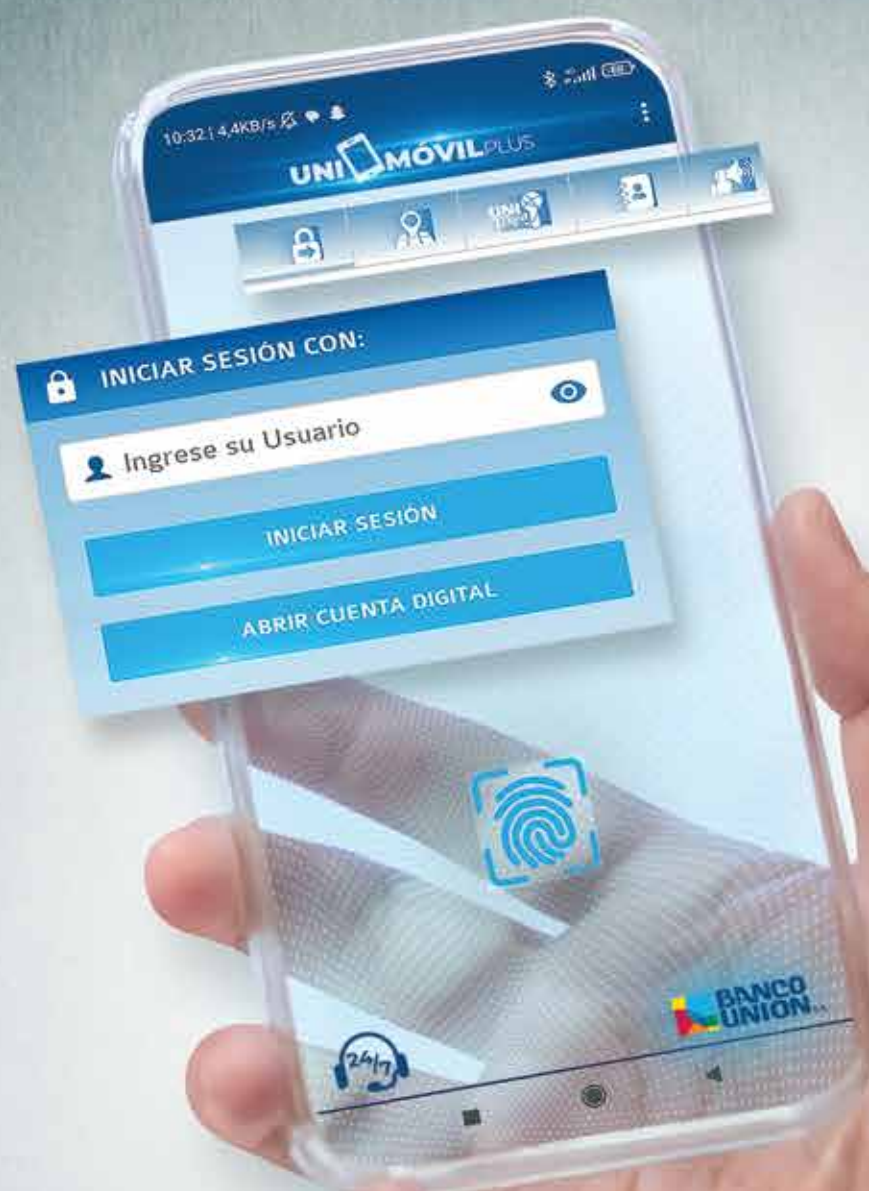 10:32 | 4,4KB/s
UNI MÓVIL PLUS
INICIAR SESIÓN CON:
Ingrese su Usuario
INICIAR SESIÓN
ABRIR CUENTA DIGITAL
BANCO
UNION S.A.
24/7